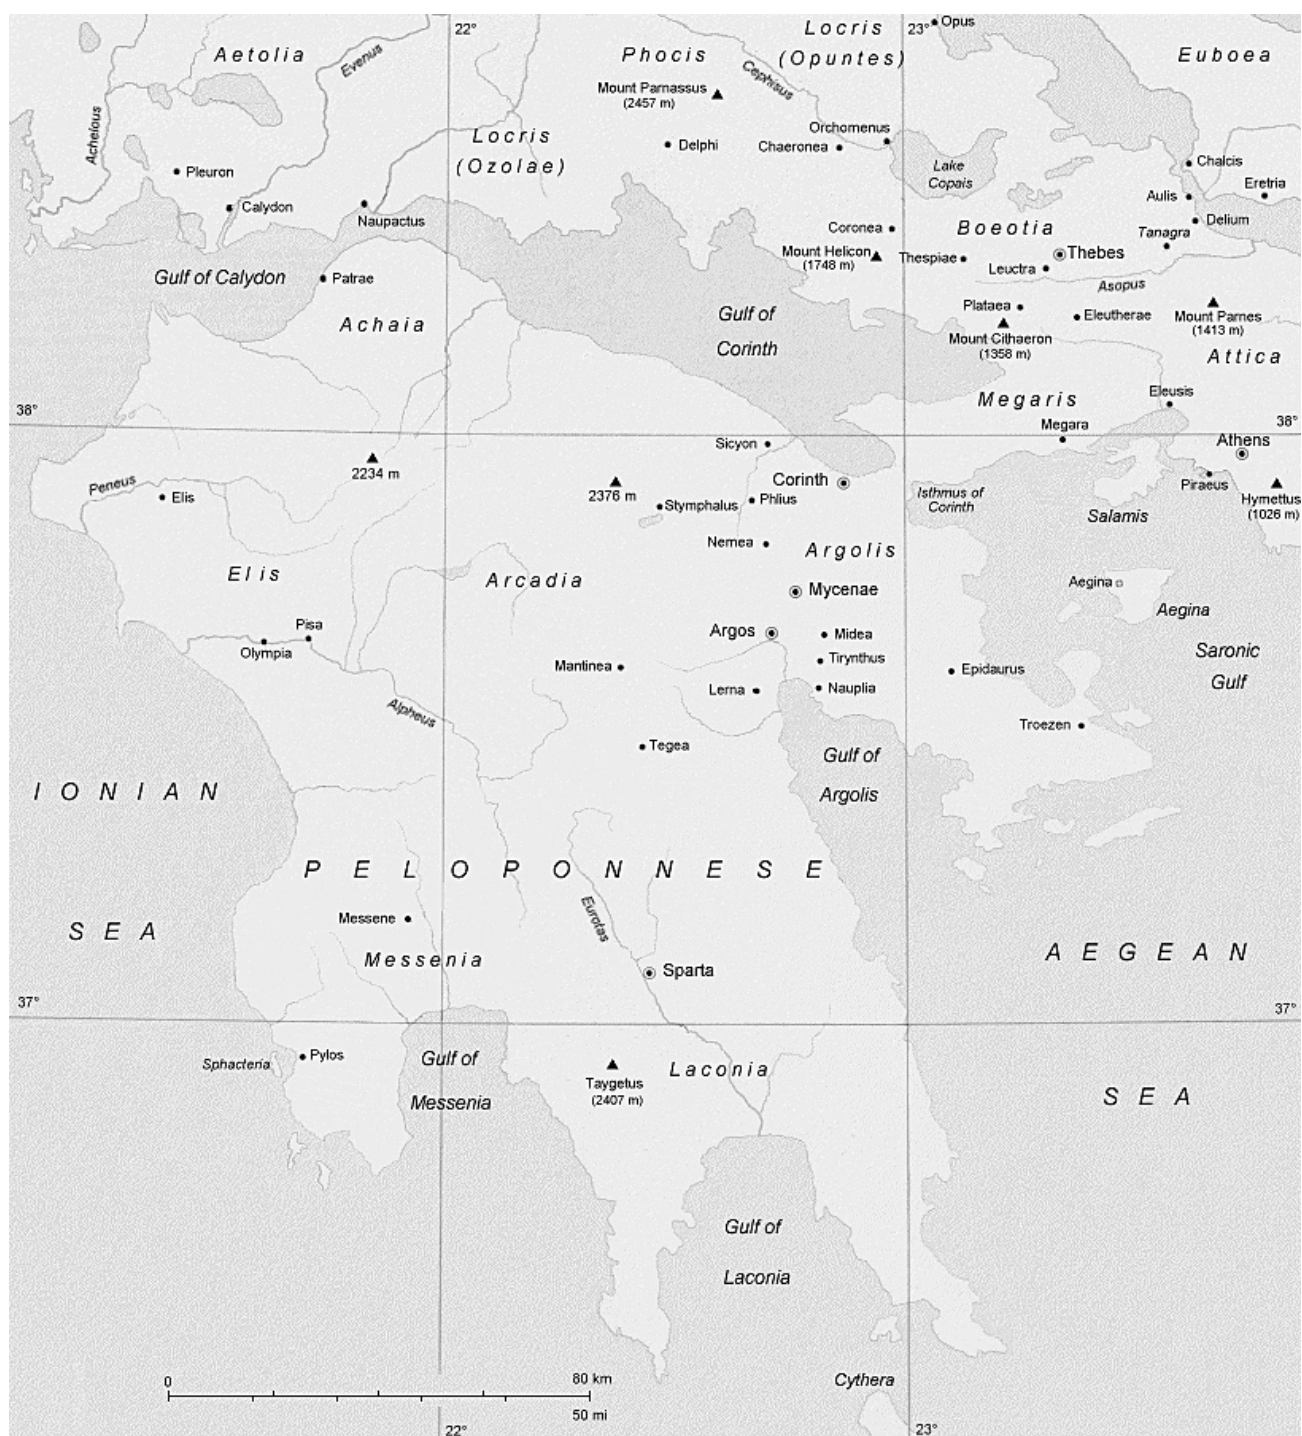 22°
23°
Opus
Aetolia
Evenus
Phocis
Locris
(Opuntes)
Euboea
Cephisus
Mount Parnassus
(2457 m)
Achelous
Locris
(Ozolae)
Delphi
Orchomenus
Chaeronea
Lake
Copais
Chalcis
Pleuron
Eretria
Aulis
Calydon
Naupactus
Delium
Coronea
Boeotia
Tanagra
Mount Helicon
(1748 m)
Thespiae
Thebes
Leuctra
Gulf of Calydon
Patrae
Asopus
Achaia
Gulf of
Corinth
Plataea
Eleutherae
Mount Parnes
(1413 m)
Mount Cithaeron
(1358 m)
Attica
Eleusis
Megaris
38°
38°
Megara
Sicyon
Athens
2234 m
Peneus
Elis
2376 m
Corinth
Isthmus of
Corinth
Piraeus
Hymettus
(1026 m)
Stymphalus
Phlius
Salamis
Nemea
Argolis
Elis
Arcadia
Aegina
Mycenae
Aegina
Pisa
Olympia
Argos
Midea
Saronic
Gulf
Mantinea
Tirynthus
Epidaurus
Lerna
Nauplia
Alpheus
Troezen
Tegea
Gulf of
Argolis
IONIAN
SEA
PELOPONNESE
Messene
Eurotas
Messenia
Sparta
AEGEAN
SEA
37°
37°
Sphacteria
Pylos
Gulf of
Messenia
Laconia
Taygetus
(2407 m)
Gulf of
Laconia
Cythera
0
80 km
50 mi
22°
23°